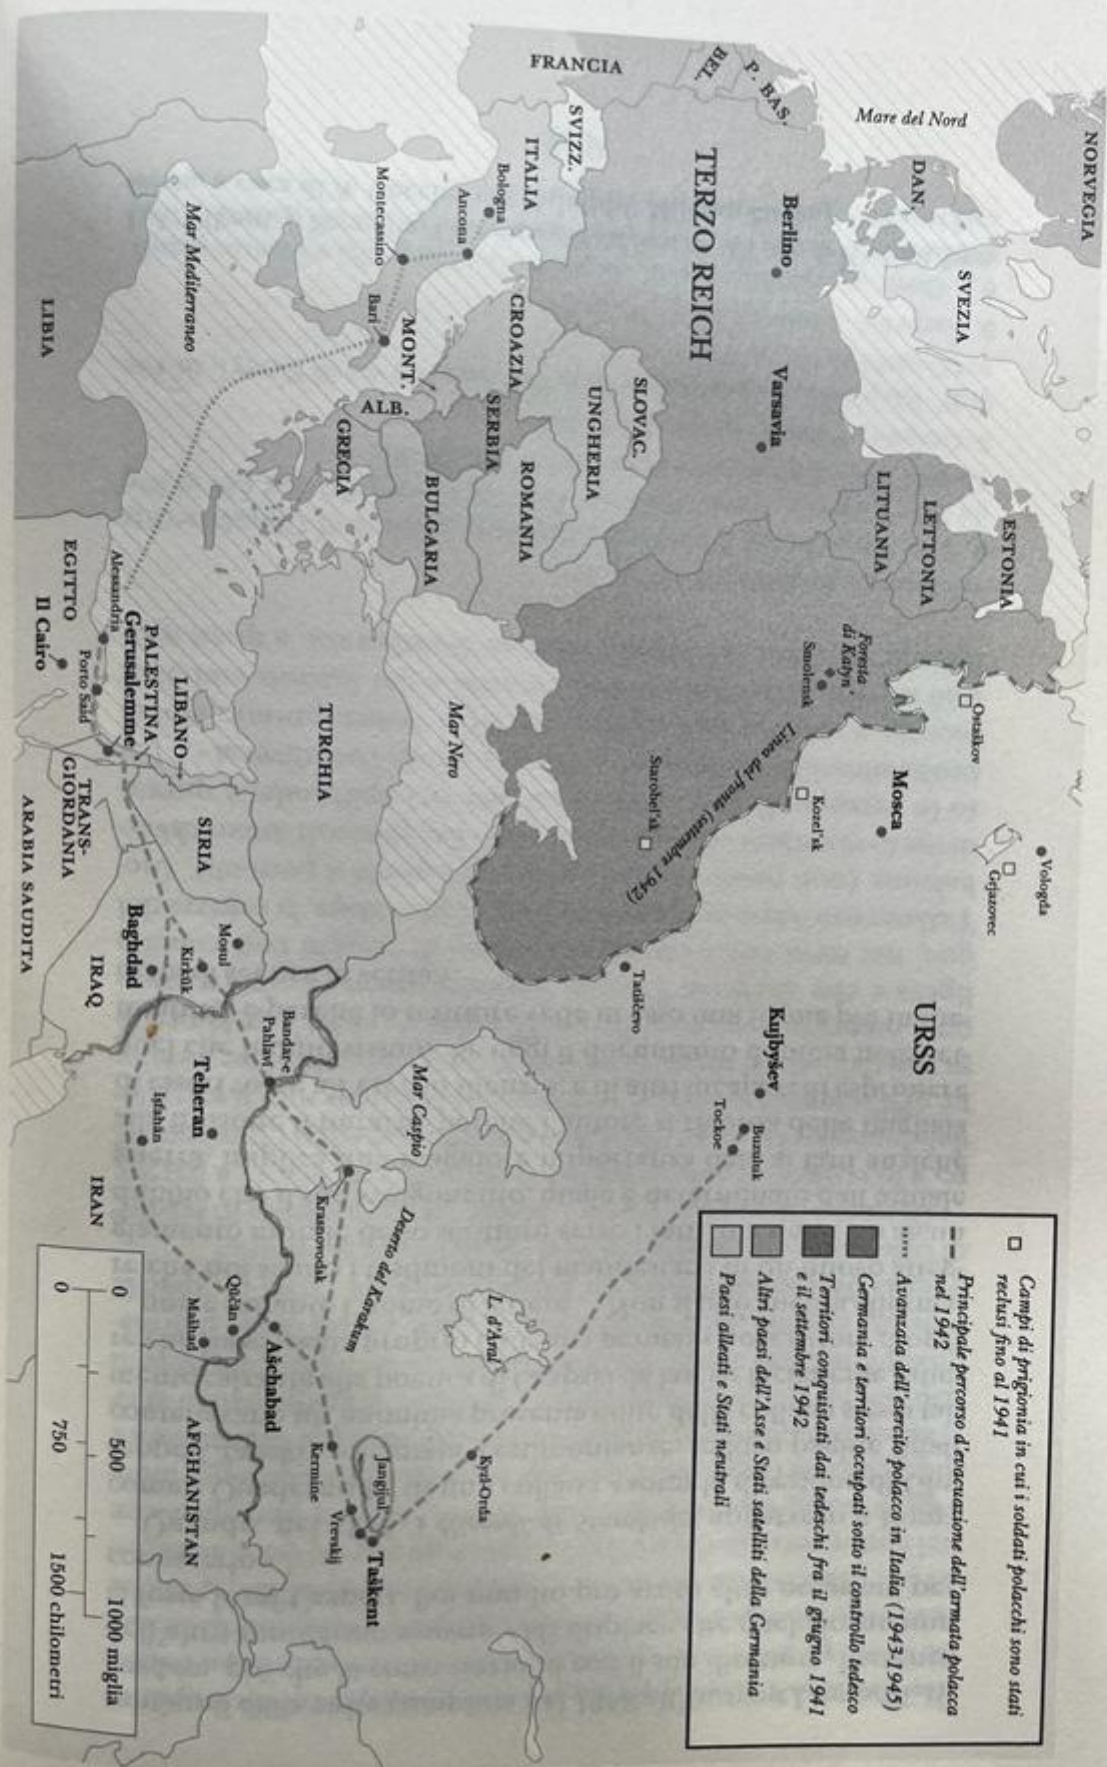 NORVEGIA
Mare del Nord
DAN.
SVEZIA
P. BAS.
BEL.
FRANCIA
SVIZZ.
ITALIA
TERZO REICH
Berlino
Varsavia
ESTONIA
LETTONIA
LITUANIA
SLOVAC.
UNGHERIA
CROAZIA
SERBIA
ROMANIA
MONT.
ALB.
BULGARIA
GRECIA
Bologna
Ancona
Montecassino
Bari
Mar Mediterraneo
LIBIA
EGITTO
Il Cairo
Alessandria
Porto Said
PALESTINA
Gerusalemme
LIBANO→
TRANS-
GIORDANIA
SIRIA
ARABIA SAUDITA
TURCHIA
Mar Nero
Foresta
di Katyn'
Smolensk
Ostaškov
Mosca
Kozel'sk
Starobel'sk
Linea del fronte (settembre 1942)
Vologda
Grjazovec
Tatiščevo
URSS
Kujbyšev
Buzuluk
Tockoe
Mosul
Kirkūk
Baghdad
IRAQ
Bandar-e
Pahlavi
Teheran
Iṣfahān
IRAN
Mar Caspio
Krasnovodsk
Deserto del Karakum
L. d'Aral
Qūčān
Mašhad
Ašchabad
AFGHANISTAN
Kermine
Vrevskij
Jangijul'
Taškent
Kyzl-Orda
Campi di prigionia in cui i soldati polacchi sono stati
reclusi fino al 1941
Principale percorso d'evacuazione dell'armata polacca
nel 1942
Avanzata dell'esercito polacco in Italia (1943-1945)
Germania e territori occupati sotto il controllo tedesco
Territori conquistati dai tedeschi fra il giugno 1941
e il settembre 1942
Altri paesi dell'Asse e Stati satelliti della Germania
Paesi alleati e Stati neutrali
0 500 1000 miglia
0 750 1500 chilometri